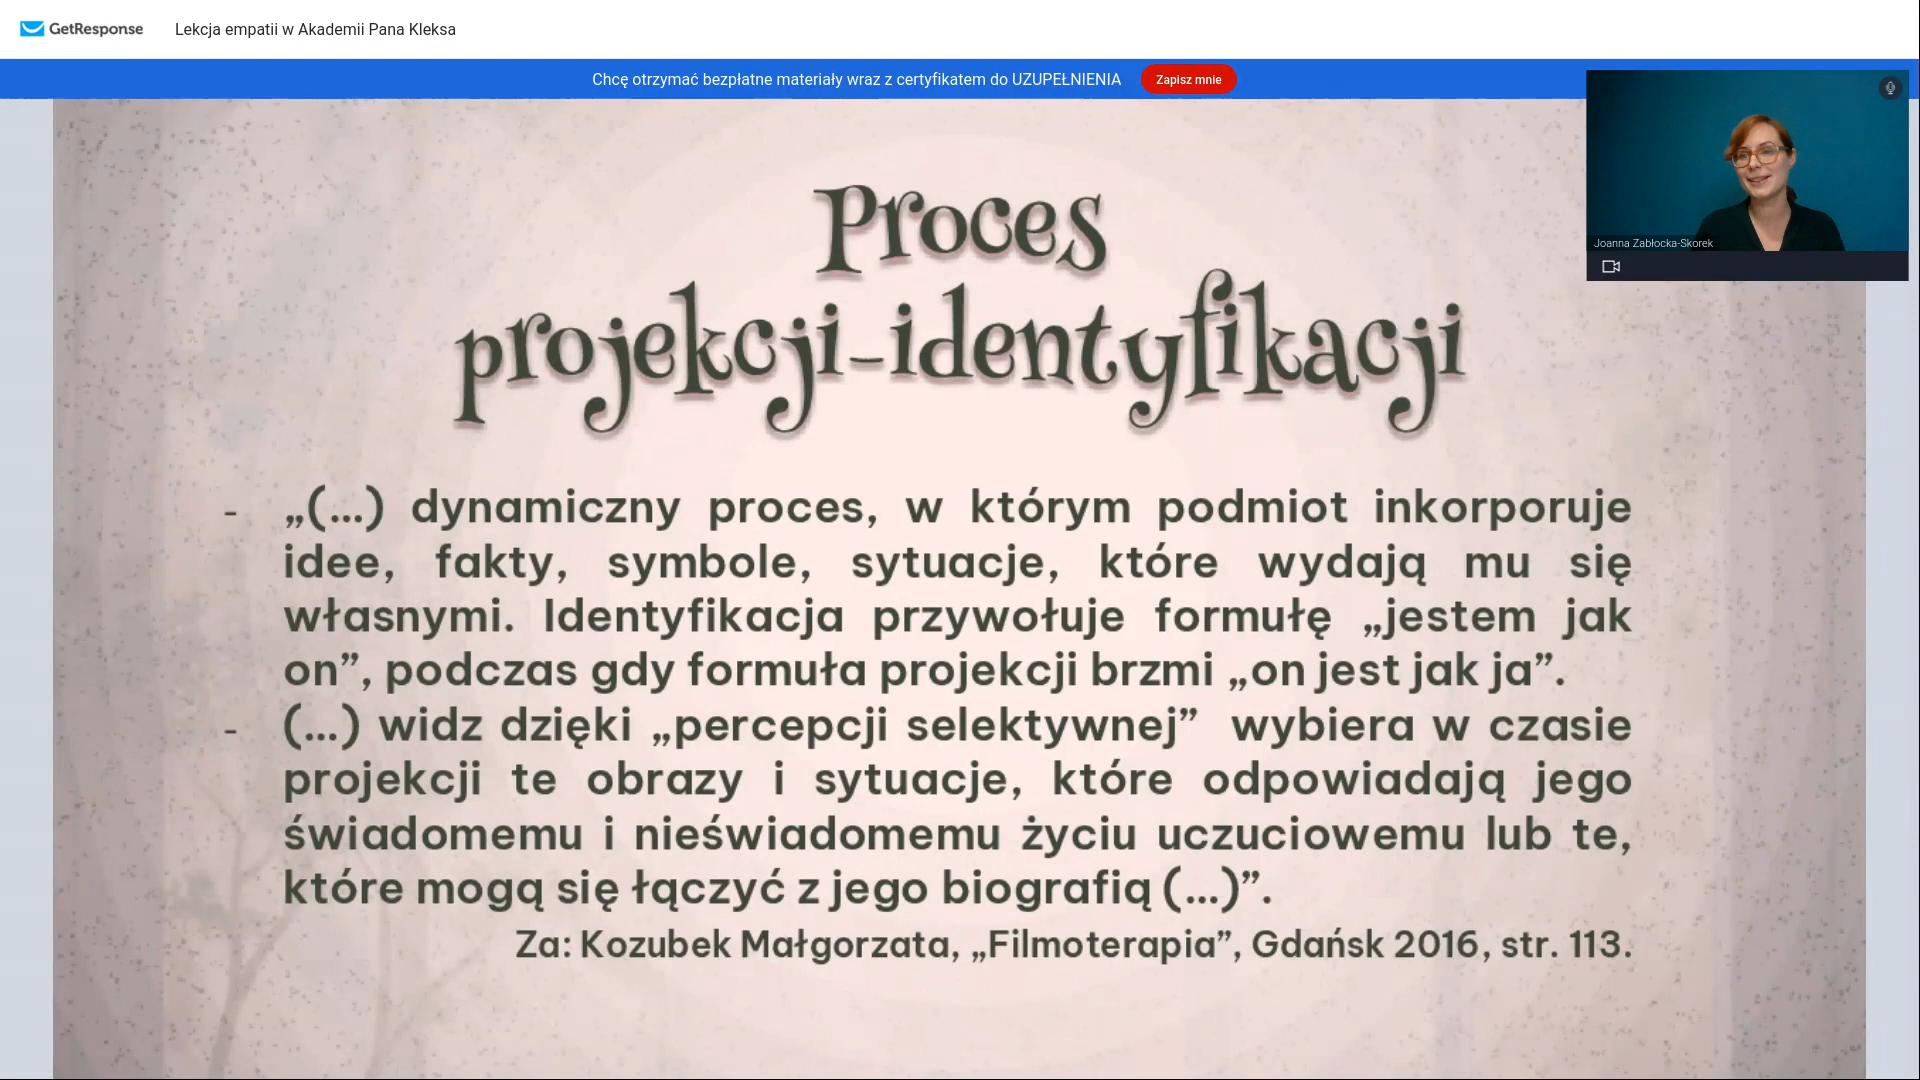 GetResponse
Lekcja empatii w Akademii Pana Kleksa
Chcę otrzymać bezpłatne materiały wraz z certyfikatem do UZUPEŁNIENIA
Zapisz mnie
Joanna Zabłocka-Skorek
Proces
projekcji-identyfikacji
- „(...) dynamiczny proces, w którym podmiot inkorporuje
idee, fakty, symbole, sytuacje, które wydają mu się
własnymi. Identyfikacja przywołuje formułę „jestem jak
on”, podczas gdy formuła projekcji brzmi „on jest jak ja”.
- (...) widz dzięki „percepcji selektywnej” wybiera w czasie
projekcji te obrazy i sytuacje, które odpowiadają jego
świadomemu i nieświadomemu życiu uczuciowemu lub te,
które mogą się łączyć z jego biografią (...)”.
Za: Kozubek Małgorzata, „Filmoterapia”, Gdańsk 2016, str. 113.